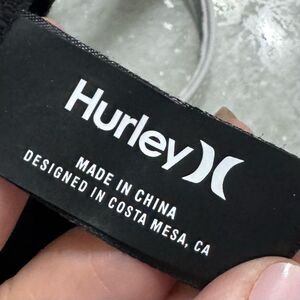 Hurley
MADE IN CHINA
DESIGNED IN COSTA MESA, CA